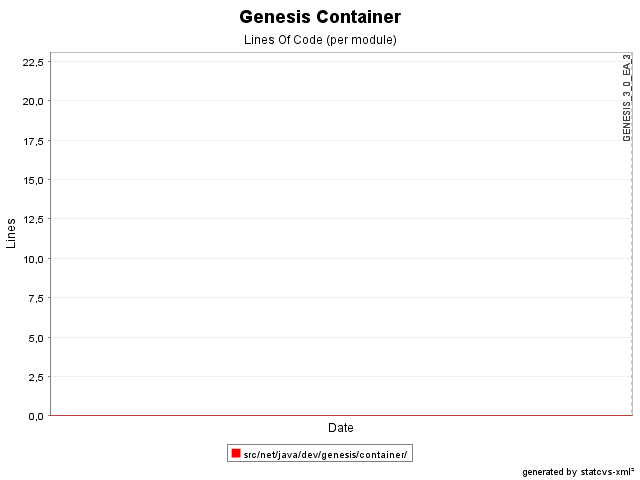 Genesis Container
Lines Of Code (per module)
22,5
20,0
17,5
15,0
12,5
10,0
7,5
5,0
2,5
0,0
Lines
GENESIS_3_0_EA_3
Date
src/net/java/dev/genesis/container/
generated by statcvs-xml²